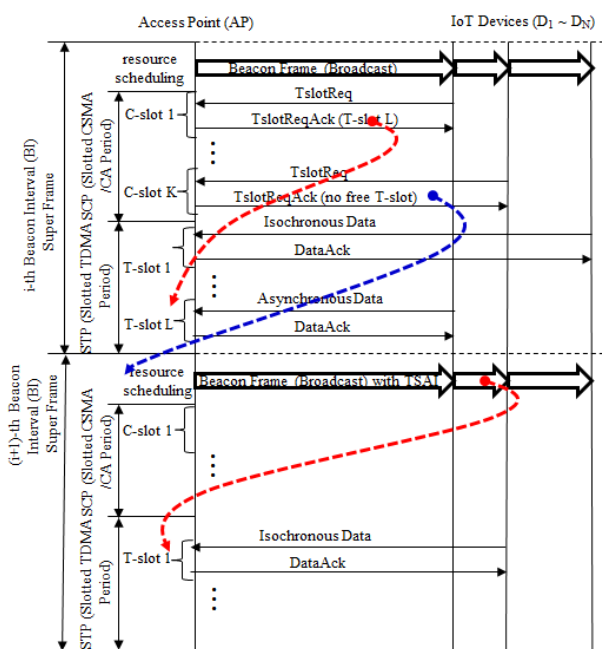 Access Point (AP)
IoT Devices (D1 ~ DN)
resource
scheduling
Beacon Frame (Broadcast)
TslotReq
C-slot 1
TslotReqAck (T-slot L)
TslotReq
C-slot K
TslotReqAck (no free T-slot)
Isochronous Data
T-slot 1
DataAck
Asynchronous Data
T-slot L
DataAck
i-th Beacon Interval (BI)
Super Frame
SCP (Slotted CSMA
/CA Period)
STP (Slotted TDMA
Period)
resource
scheduling
Beacon Frame (Broadcast) with TSAI
C-slot 1
Isochronous Data
T-slot 1
DataAck
(i+1)-th Beacon
Interval (BI)
Super Frame
SCP (Slotted CSMA
/CA Period)
STP (Slotted TDMA
Period)